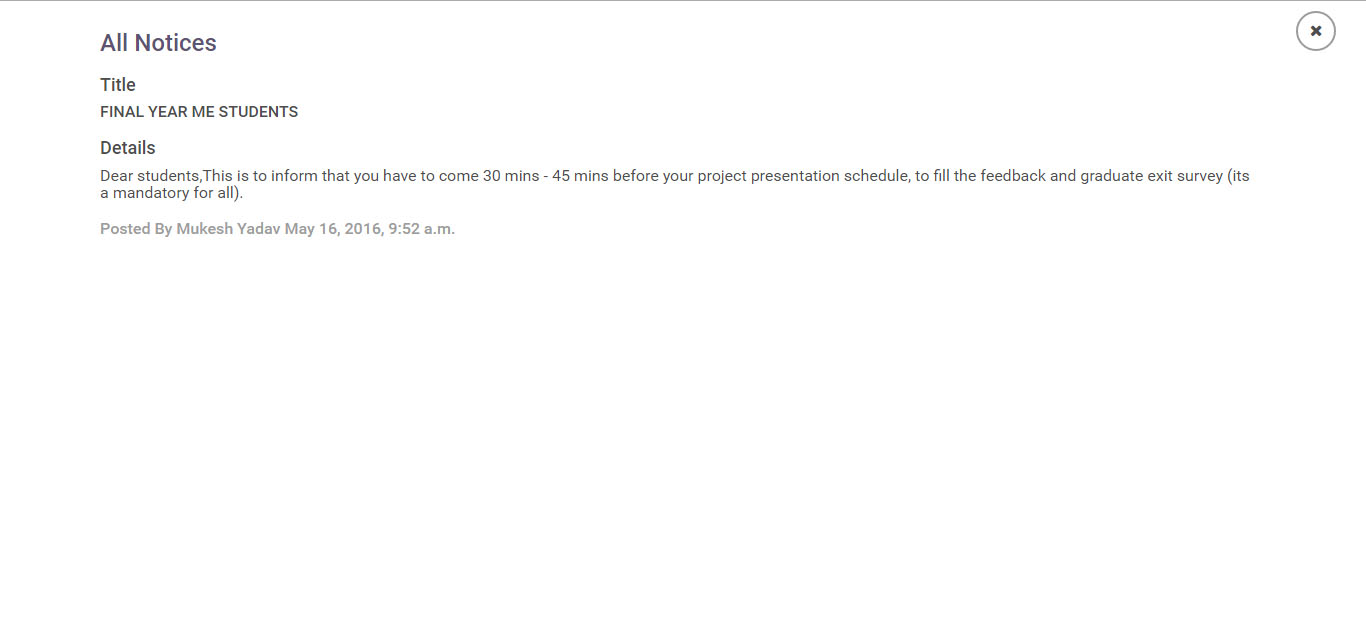 All Notices
Title
FINAL YEAR ME STUDENTS
Details
Dear students,This is to inform that you have to come 30 mins - 45 mins before your project presentation schedule, to fill the feedback and graduate exit survey (its
a mandatory for all).
Posted By Mukesh Yadav May 16, 2016, 9:52 a.m.